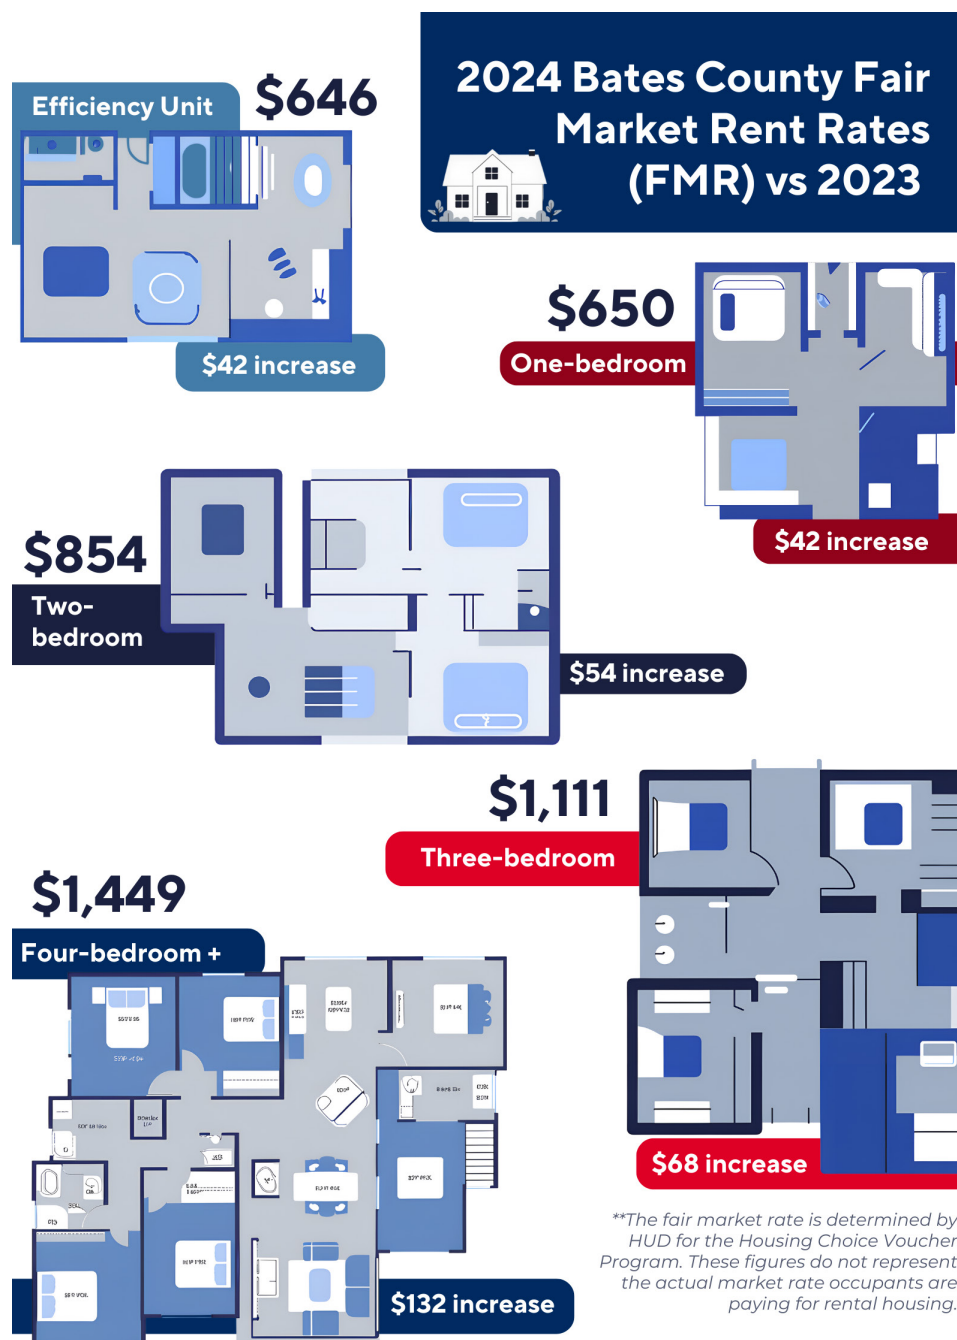 2024 Bates County Fair
Market Rent Rates
(FMR) vs 2023
Efficiency Unit
$646
$42 increase
$650
One-bedroom
$42 increase
$854
Two-
bedroom
$54 increase
$1,111
Three-bedroom
$68 increase
$1,449
Four-bedroom +
$132 increase
**The fair market rate is determined by
HUD for the Housing Choice Voucher
Program. These figures do not represent
the actual market rate occupants are
paying for rental housing.